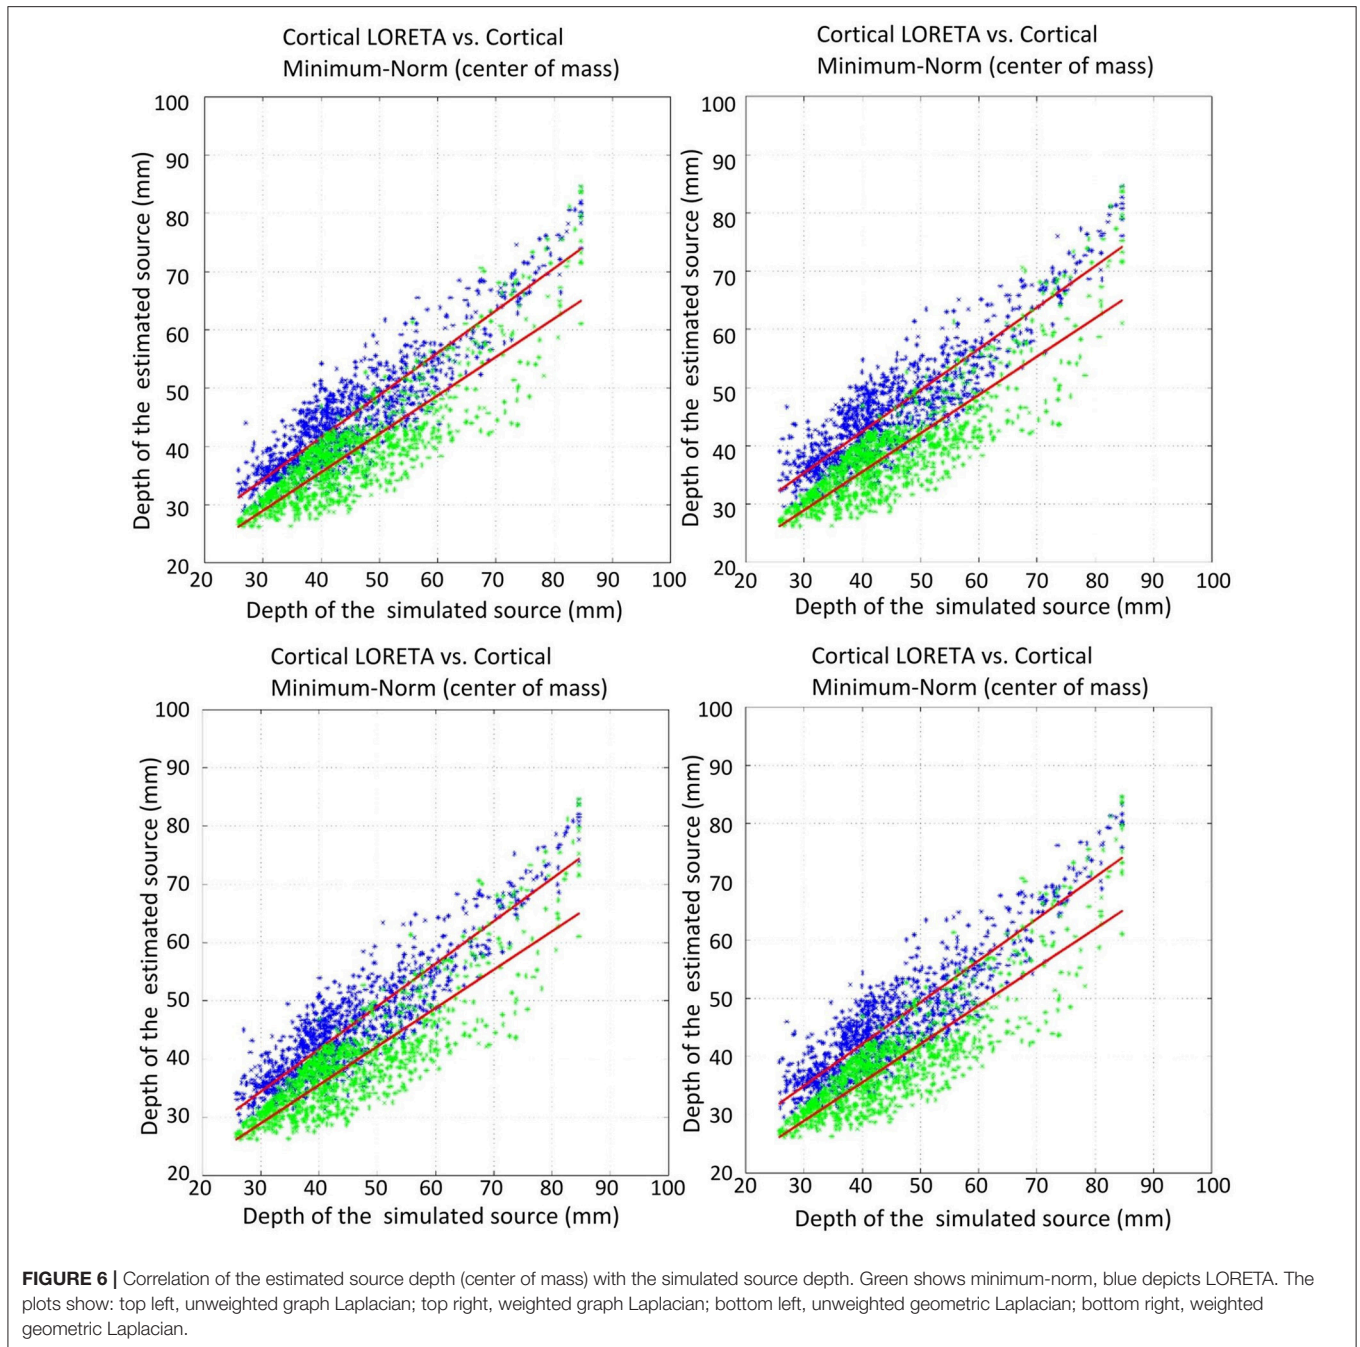 Cortical LORETA vs. Cortical
Minimum-Norm (center of mass)
100
90
80
70
60
50
40
30
20
Depth of the estimated source (mm)
20 30 40 50 60 70 80 90 100
Depth of the simulated source (mm)
Cortical LORETA vs. Cortical
Minimum-Norm (center of mass)
100
90
80
70
60
50
40
30
20
Depth of the estimated source (mm)
20 30 40 50 60 70 80 90 100
Depth of the simulated source (mm)
Cortical LORETA vs. Cortical
Minimum-Norm (center of mass)
100
90
80
70
60
50
40
30
20
Depth of the estimated source (mm)
20 30 40 50 60 70 80 90 100
Depth of the simulated source (mm)
Cortical LORETA vs. Cortical
Minimum-Norm (center of mass)
100
90
80
70
60
50
40
30
20
Depth of the estimated source (mm)
20 30 40 50 60 70 80 90 100
Depth of the simulated source (mm)
FIGURE 6 | Correlation of the estimated source depth (center of mass) with the simulated source depth. Green shows minimum-norm, blue depicts LORETA. The
plots show: top left, unweighted graph Laplacian; top right, weighted graph Laplacian; bottom left, unweighted geometric Laplacian; bottom right, weighted
geometric Laplacian.